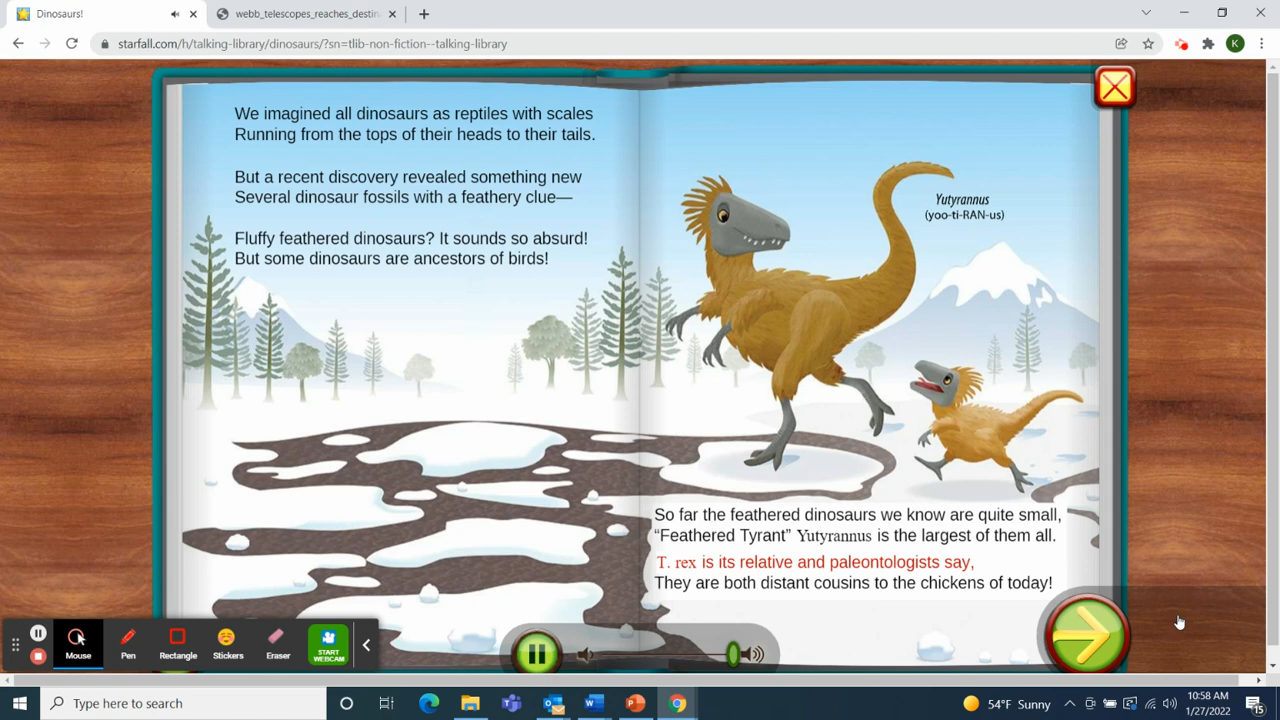 Dinosaurs!
webb_telescopes_reaches_destin
starfall.com/h/talking-library/dinosaurs/?sn=tlib-non-fiction--talking-library
K
We imagined all dinosaurs as reptiles with scales
Running from the tops of their heads to their tails.
But a recent discovery revealed something new
Several dinosaur fossils with a feathery clue—
Fluffy feathered dinosaurs? It sounds so absurd!
But some dinosaurs are ancestors of birds!
Yutyrannus
(yoo-ti-RAN-us)
So far the feathered dinosaurs we know are quite small,
“Feathered Tyrant” Yutyrannus is the largest of them all.
T. rex is its relative and paleontologists say,
They are both distant cousins to the chickens of today!
Mouse
Pen
Rectangle
Stickers
Eraser
START
WEBCAM
Type here to search
54°F Sunny
10:58 AM
1/27/2022
15